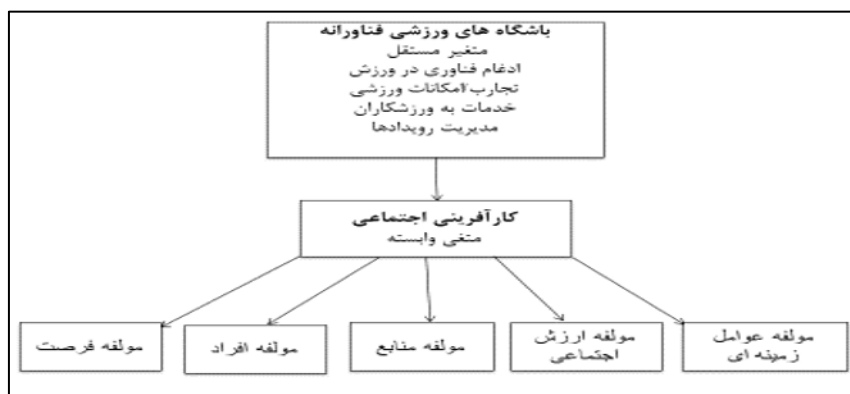 باشگاه های ورزشی فناورانه
متغیر مستقل
ادغام فناوری در ورزش
تجارب/امکانات ورزشی
خدمات به ورزشکاران
مدیریت رویدادها
کارآفرینی اجتماعی
متغی وابسته
مولفه عوامل
زمینه ای
مولفه ارزش
اجتماعی
مولفه منابع
مولفه افراد
مولفه فرصت